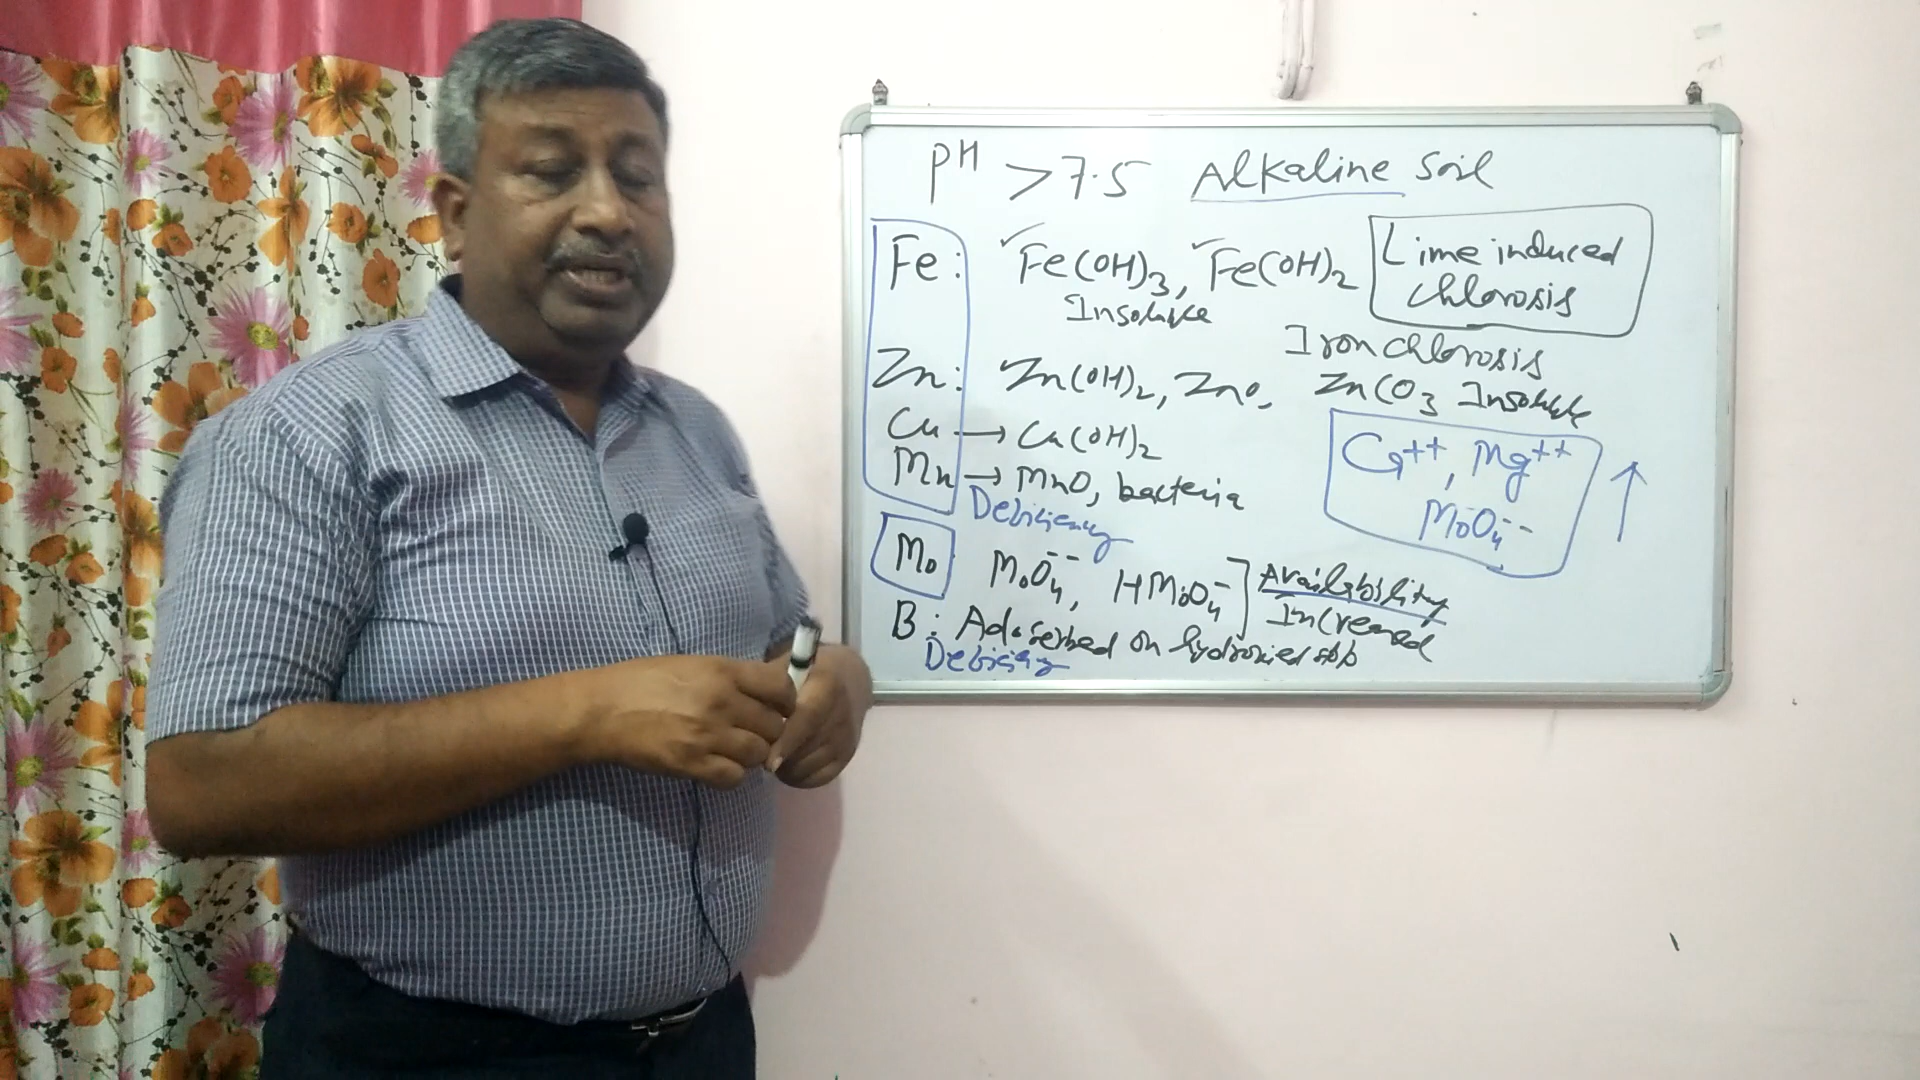 PH > 7.5 Alkaline Soil
Fe: ✓Fe(OH)3, ✓Fe(OH)2
Insoluble
Lime induced
chlorosis
Iron chlorosis
Zn: Zn(OH)2, ZnO, ZnCO3 Insoluble
Cu → Cu(OH)2
Mn → MnO, bacteria
Deficiency
Ca++, Mg++ ↑
MoO4--
Mo MoO4--, HMoO4- ] Availability
Increased
B: Adsorbed on hydroxied
Deficiency